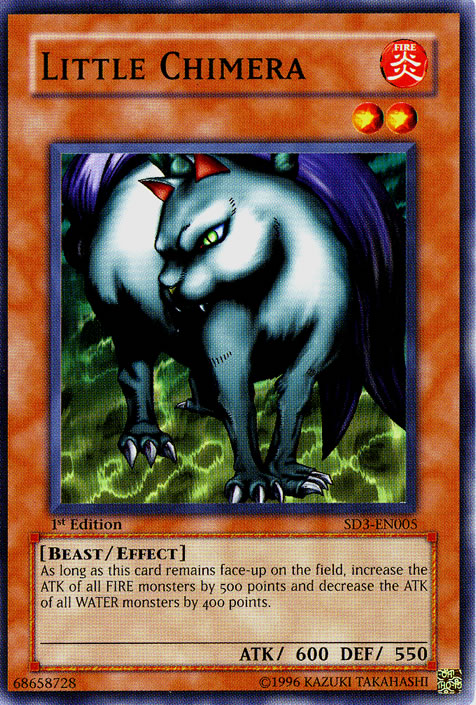 LITTLE CHIMERA
FIRE
炎
1st Edition
SD3-EN005
[BEAST/EFFECT]
As long as this card remains face-up on the field, increase the
ATK of all FIRE monsters by 500 points and decrease the ATK
of all WATER monsters by 400 points.
ATK/ 600 DEF/ 550
68658728
©1996 KAZUKI TAKAHASHI